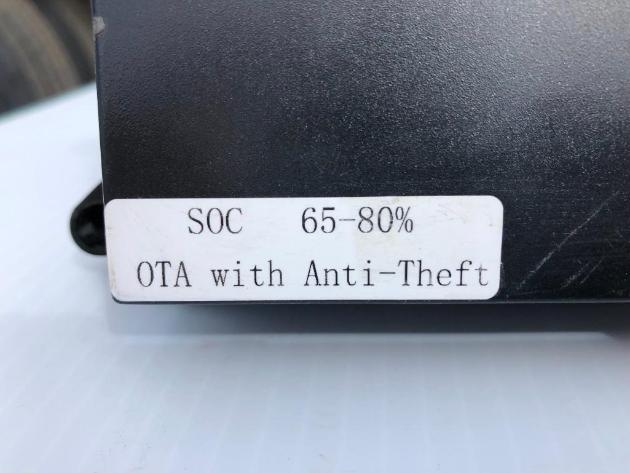 SOC 65-80%
OTA with Anti-Theft